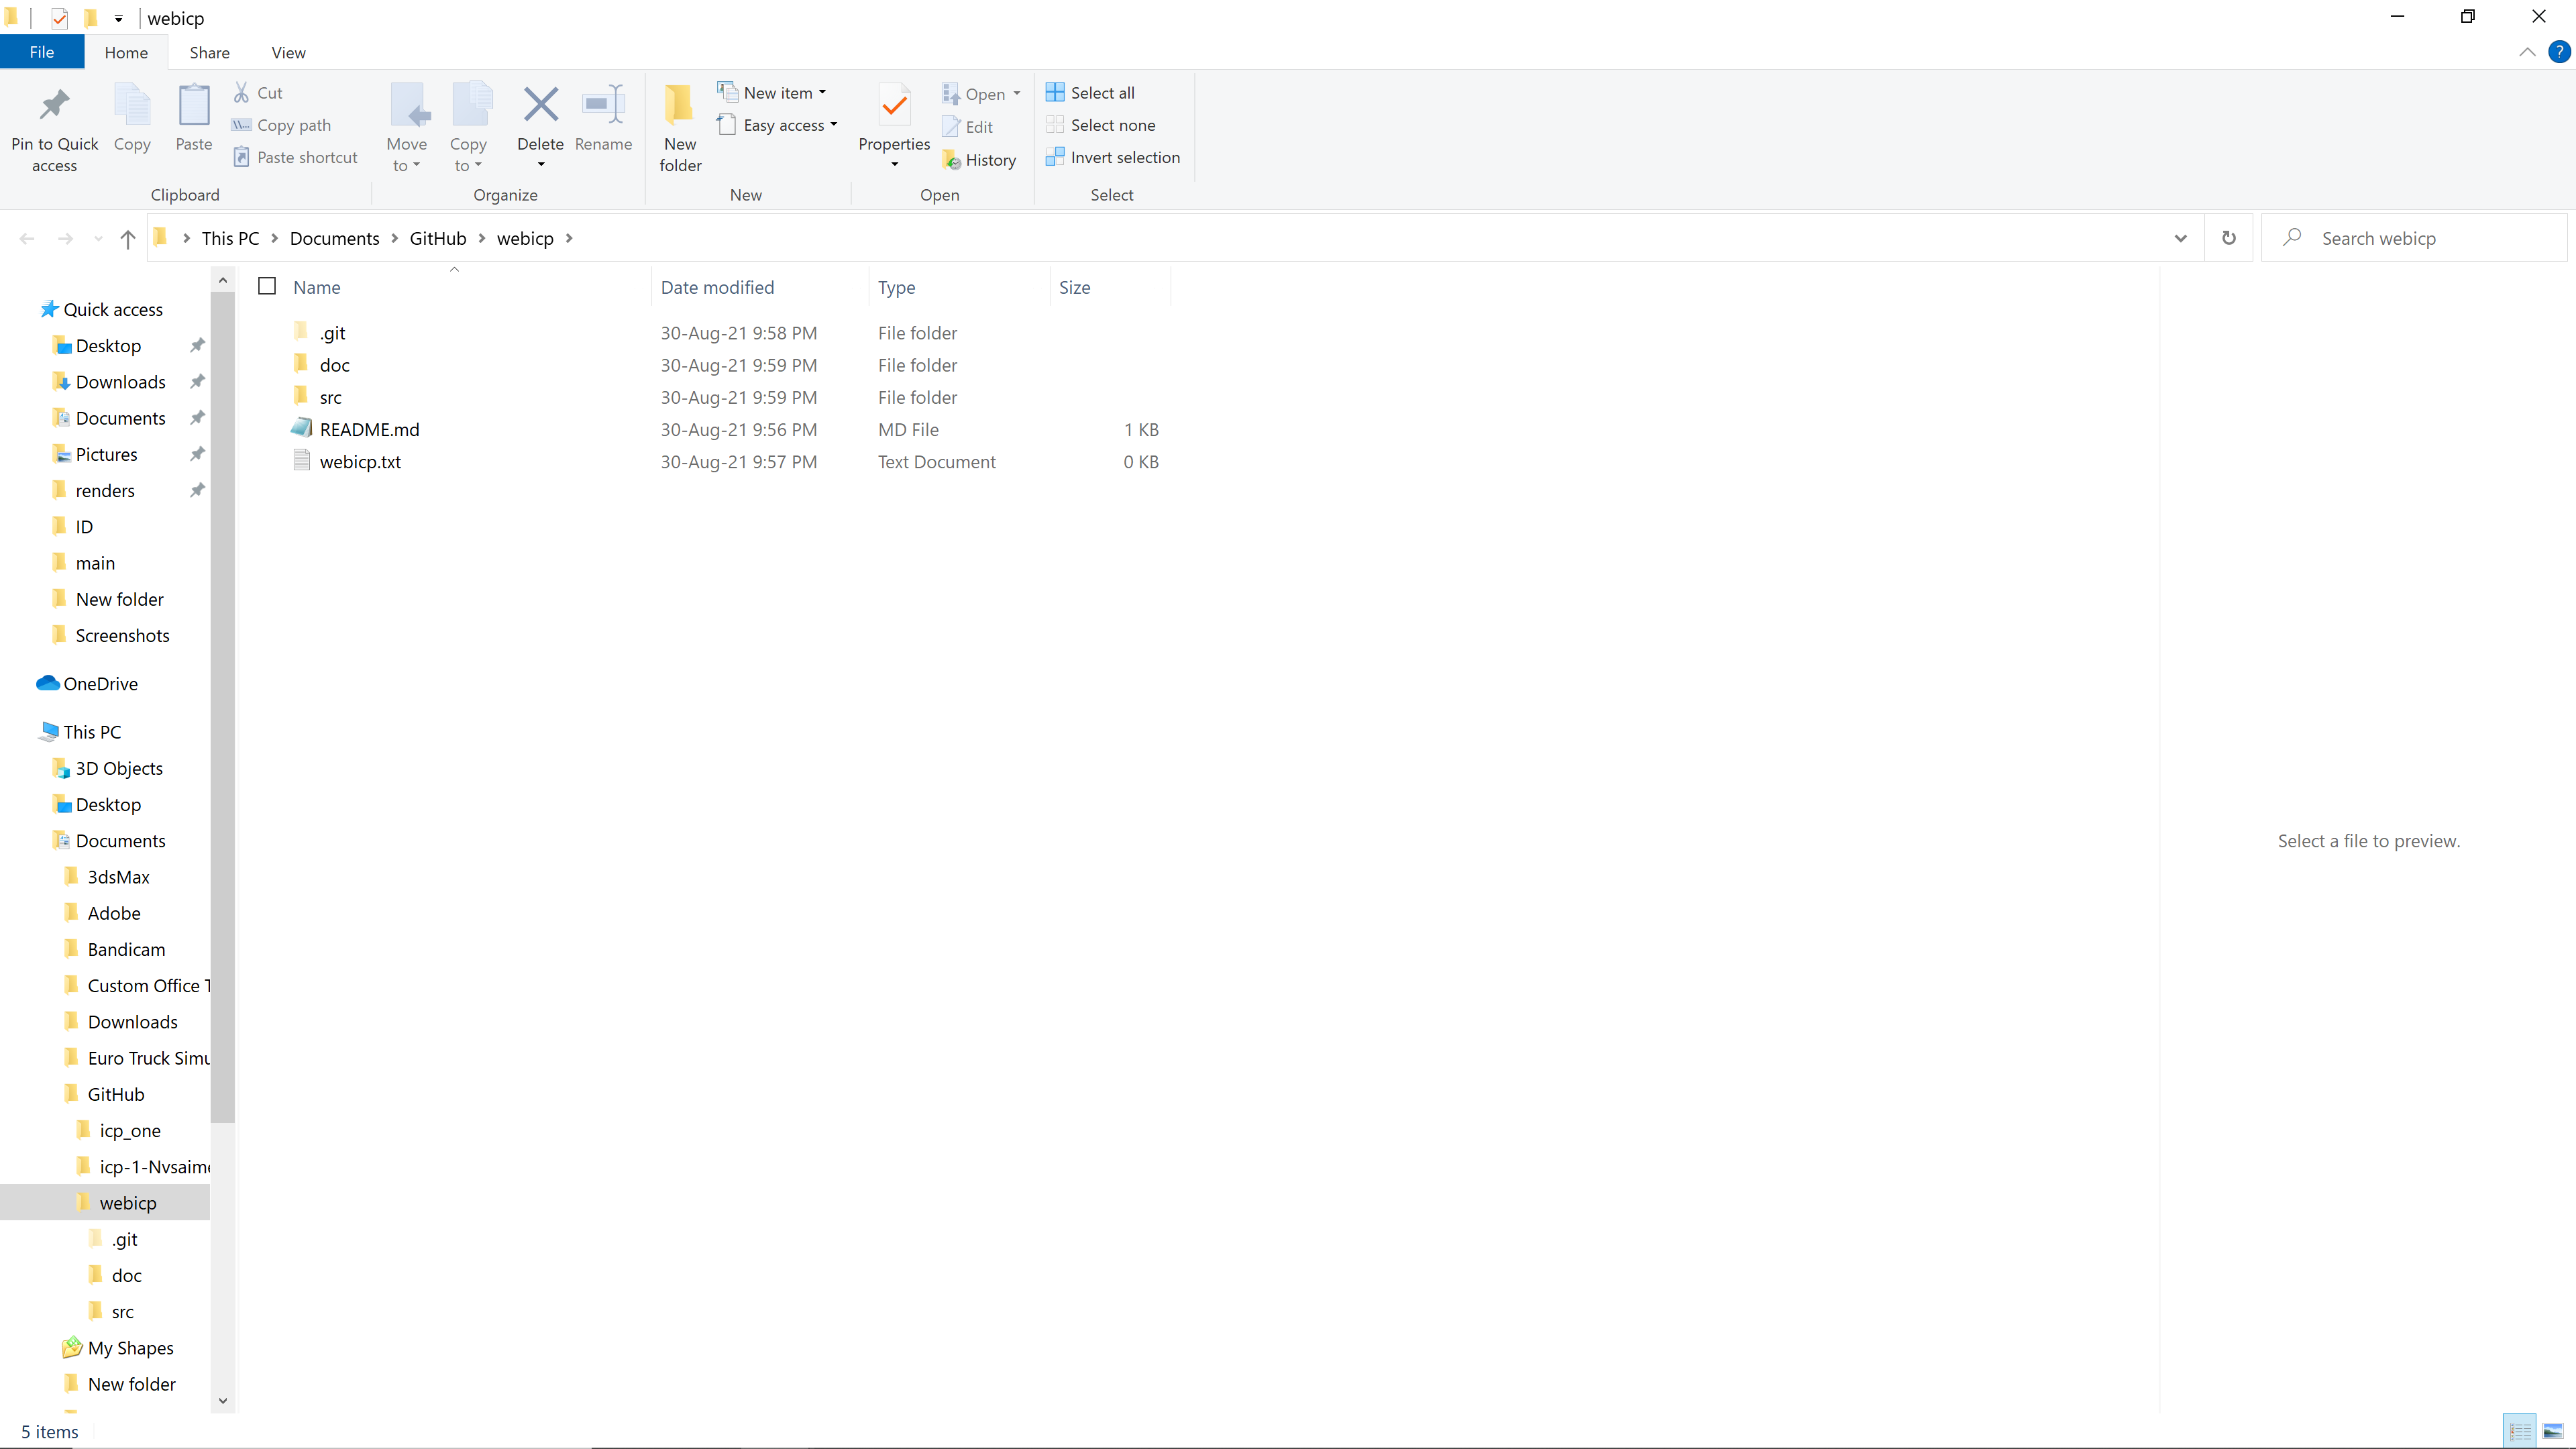 webicp
File Home Share View
Pin to Quick access
Copy
Paste
Cut
Copy path
Paste shortcut
Clipboard
Move to
Copy to
Delete
Rename
Organize
New folder
New item
Easy access
New
Properties
Open
Edit
History
Open
Select all
Select none
Invert selection
Select
This PC > Documents > GitHub > webicp >
Search webicp
Name Date modified Type Size
.git 30-Aug-21 9:58 PM File folder
doc 30-Aug-21 9:59 PM File folder
src 30-Aug-21 9:59 PM File folder
README.md 30-Aug-21 9:56 PM MD File 1 KB
webicp.txt 30-Aug-21 9:57 PM Text Document 0 KB
Quick access
Desktop
Downloads
Documents
Pictures
renders
ID
main
New folder
Screenshots
OneDrive
This PC
3D Objects
Desktop
Documents
3dsMax
Adobe
Bandicam
Custom Office T
Downloads
Euro Truck Simu
GitHub
icp_one
icp-1-Nvsaime
webicp
.git
doc
src
My Shapes
New folder
Select a file to preview.
5 items